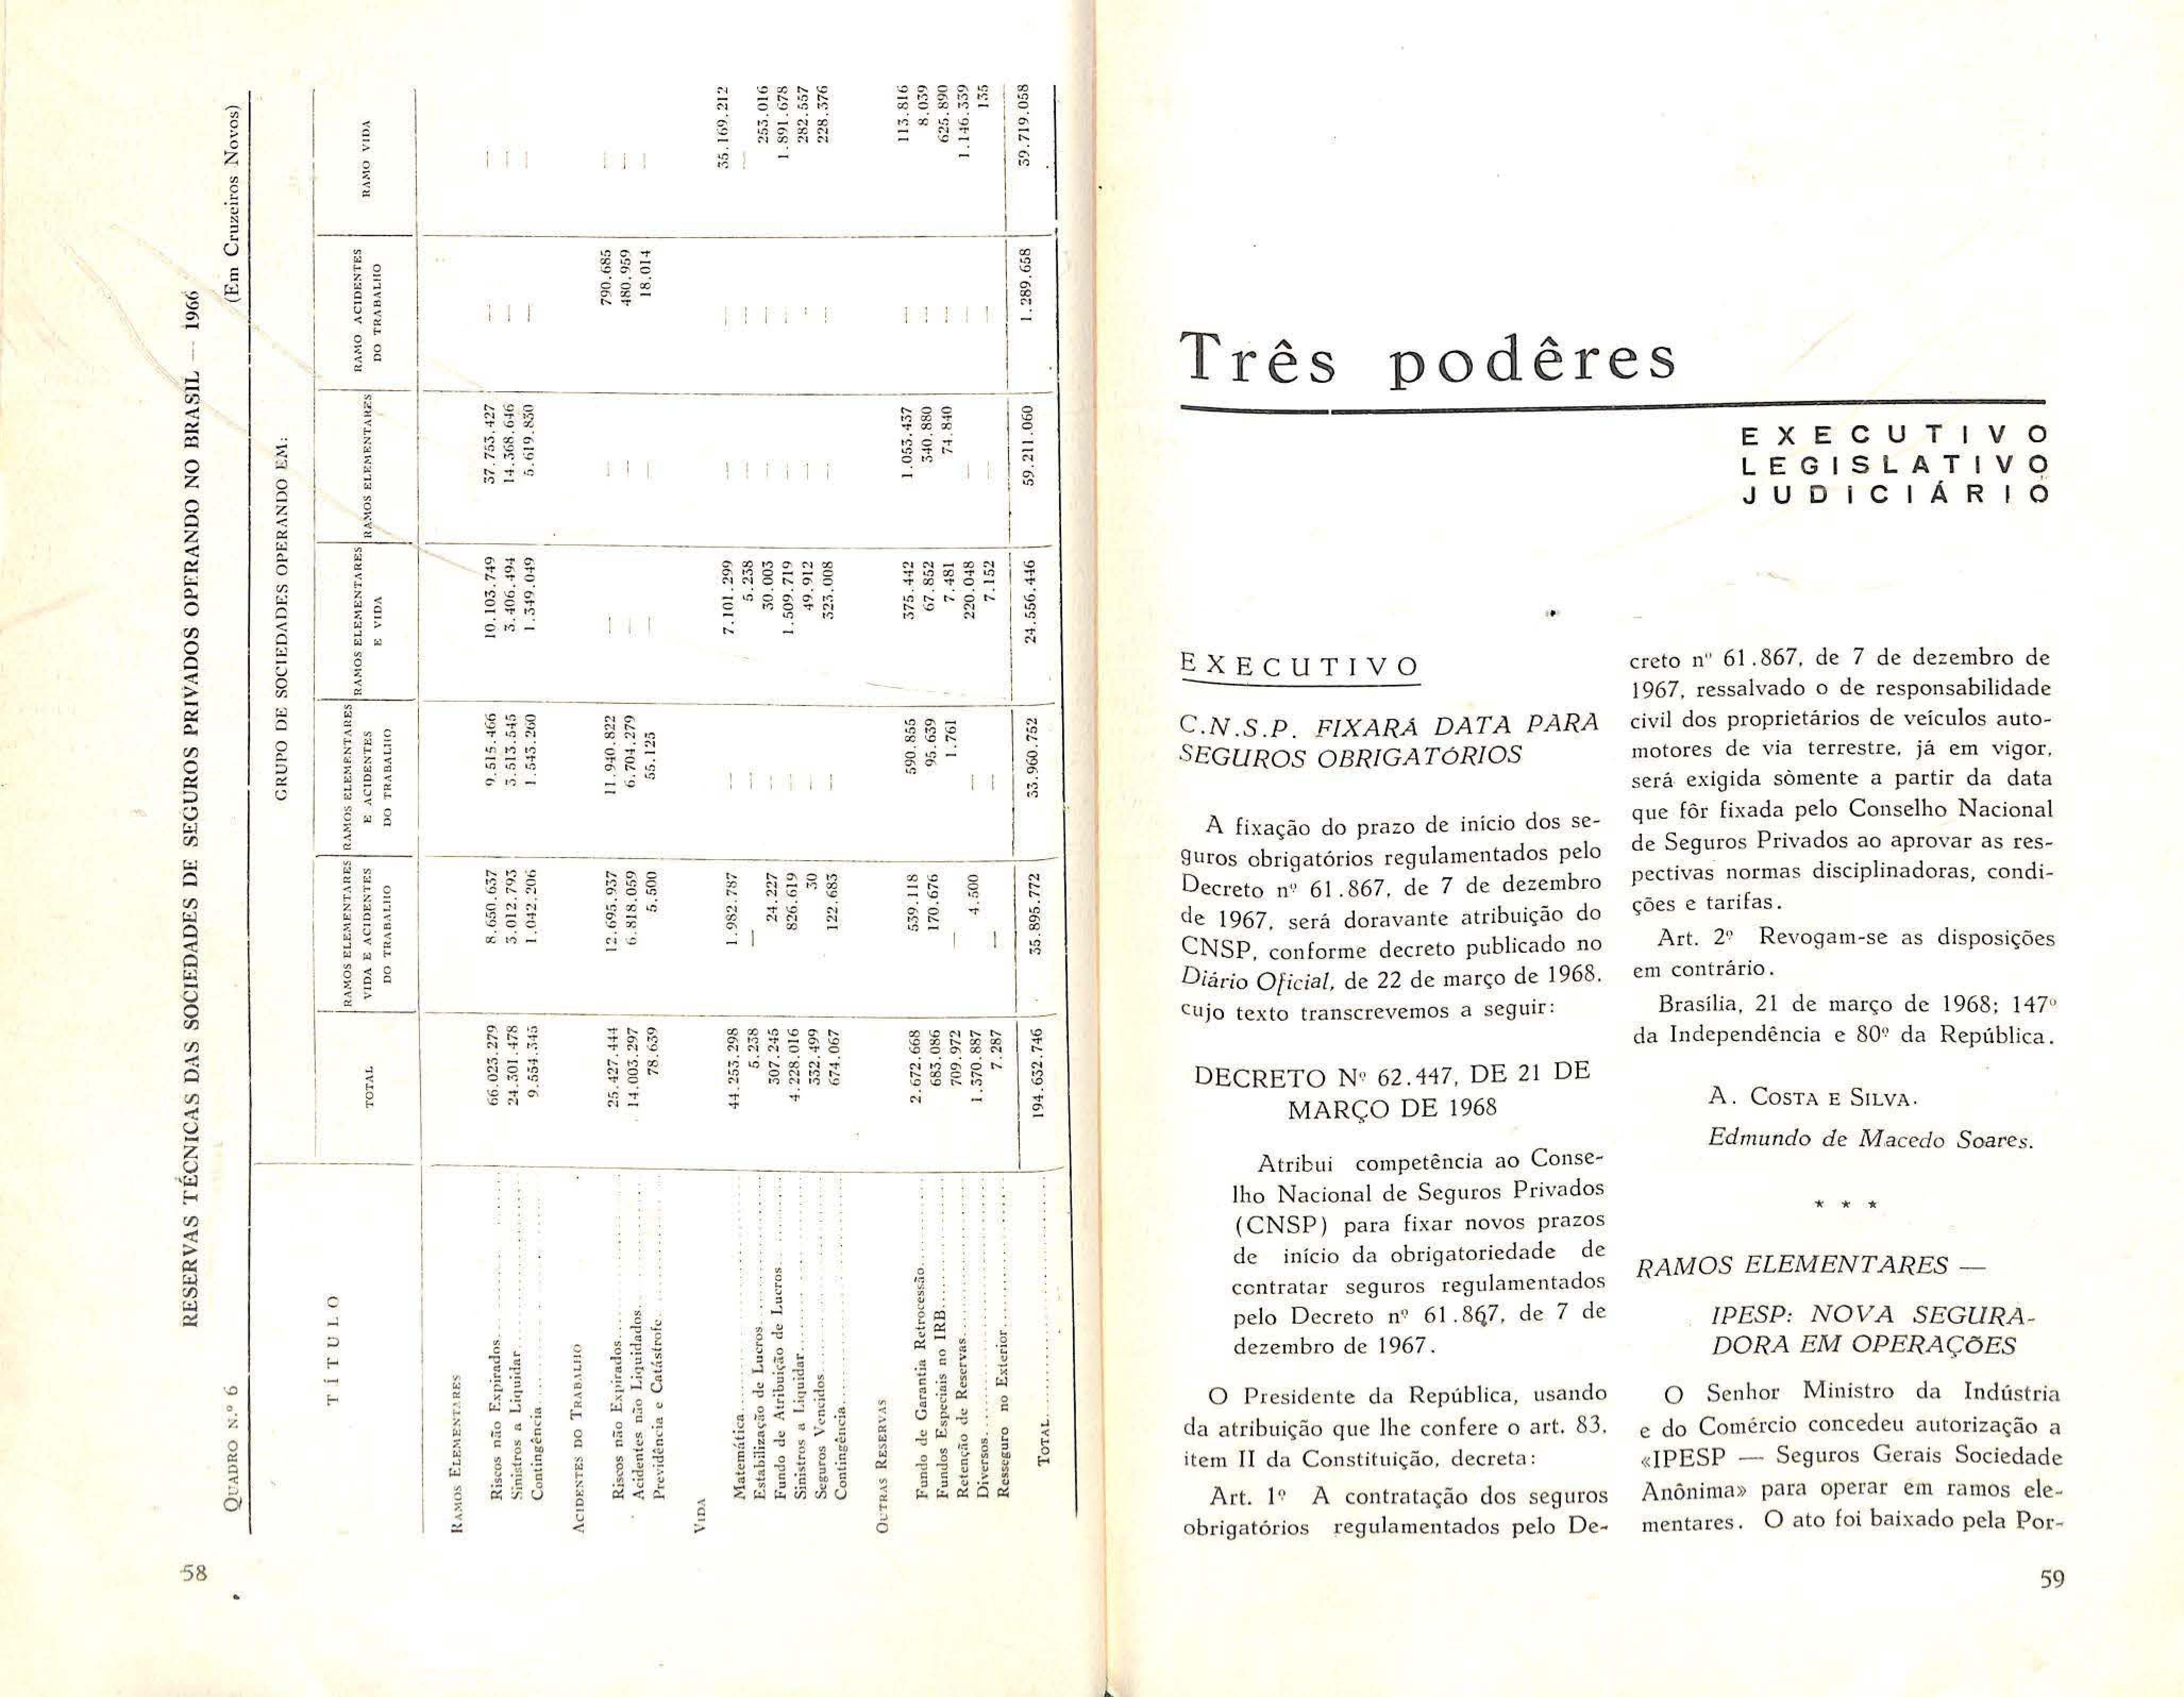 58
RESERVAS TÉCNICAS DAS SOCIEDADES DE SEGUROS PRIVADOS OPERANDO NO BRASIL — 1966
QUADRO N.º 6 (Em Cruzeiros Novos)
GRUPO DE SOCIEDADES OPERANDO EM:
TÍTULO TOTAL RAMOS ELEMENTARES VIDA E ACIDENTES DO TRABALHO RAMOS ELEMENTARES E ACIDENTES DO TRABALHO RAMOS ELEMENTARES E VIDA RAMOS ELEMENTARES RAMO ACIDENTES DO TRABALHO RAMO VIDA
RAMOS ELEMENTARES
Riscos não Expirados 66.023.279 8.650.637 9.515.466 10.103.749 37.753.427 — —
Sinistros a Liquidar 24.301.478 3.012.793 3.513.545 3.406.494 14.368.646 — —
Contingência 9.554.345 1.042.206 1.543.260 1.349.049 5.619.830 — —
ACIDENTES DO TRABALHO
Riscos não Expirados 25.427.444 12.695.937 11.940.822 — — 790.685 —
Acidentes não Liquidados 14.003.297 6.818.059 6.704.279 — — 480.959 —
Previdência e Catástrofe 78.639 5.500 55.125 — — 18.014 —
VIDA
Matemática 44.253.298 1.982.787 — 7.101.299 — — 35.169.212
Estabilização de Lucros 5.238 — — 5.238 — — —
Fundo de Atribuição de Lucros 307.245 24.227 — 30.003 — — 253.016
Sinistros a Liquidar 4.228.016 826.619 — 1.509.719 — — 1.891.678
Seguros Vencidos 332.499 30 — 49.912 — — 282.557
Contingência 674.067 122.683 — 323.008 — — 228.376
OUTRAS RESERVAS
Fundo de Garantia Retrocessão 2.672.668 539.118 590.855 375.442 1.053.437 — 113.816
Fundos Especiais no IRB 683.086 170.676 95.639 67.852 340.880 — 8.039
Retenção de Reservas 709.972 — 1.761 7.481 74.840 — 625.890
Diversos 1.370.887 4.500 — 220.048 — — 1.146.339
Resseguro no Exterior 7.287 — — 7.152 — — 135
TOTAL 194.632.746 35.895.772 33.960.752 24.556.446 59.211.060 1.289.658 39.719.058
Três podêres
EXECUTIVO
LEGISLATIVO
JUDICIÁRIO
EXECUTIVO
C.N.S.P. FIXARÁ DATA PARA
SEGUROS OBRIGATÓRIOS
A fixação do prazo de início dos se-
guros obrigatórios regulamentados pelo
Decreto nº 61.867, de 7 de dezembro
de 1967, será doravante atribuição do
CNSP, conforme decreto publicado no
Diário Oficial, de 22 de março de 1968,
cujo texto transcrevemos a seguir:
DECRETO Nº 62.447, DE 21 DE
MARÇO DE 1968
Atribui competência ao Conse-
lho Nacional de Seguros Privados
(CNSP) para fixar novos prazos
de início da obrigatoriedade de
contratar seguros regulamentados
pelo Decreto nº 61.867, de 7 de
dezembro de 1967.
O Presidente da República, usando
da atribuição que lhe confere o art. 83,
item II da Constituição, decreta:
Art. 1º A contratação dos seguros
obrigatórios regulamentados pelo De-
creto nº 61.867, de 7 de dezembro de
1967, ressalvado o de responsabilidade
civil dos proprietários de veículos auto-
motores de via terrestre, já em vigor,
será exigida sòmente a partir da data
que fôr fixada pelo Conselho Nacional
de Seguros Privados ao aprovar as res-
pectivas normas disciplinadoras, condi-
ções e tarifas.
Art. 2º Revogam-se as disposições
em contrário.
Brasília, 21 de março de 1968; 147º
da Independência e 80º da República.
A. COSTA E SILVA.
Edmundo de Macedo Soares.
* * *
RAMOS ELEMENTARES —
IPESP: NOVA SEGURA-
DORA EM OPERAÇÕES
O Senhor Ministro da Indústria
e do Comércio concedeu autorização a
«IPESP — Seguros Gerais Sociedade
Anônima» para operar em ramos ele-
mentares. O ato foi baixado pela Por-
59